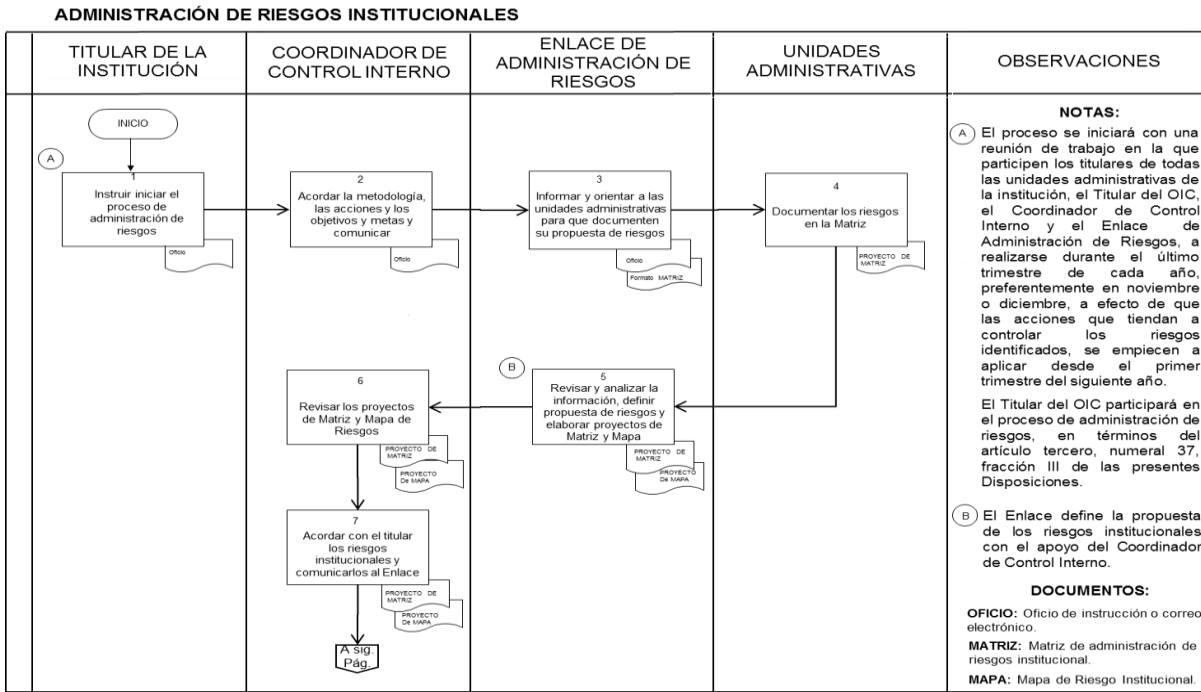 ADMINISTRACIÓN DE RIESGOS INSTITUCIONALES
TITULAR DE LA
INSTITUCIÓN
COORDINADOR DE
CONTROL INTERNO
ENLACE DE
ADMINISTRACIÓN DE
RIESGOS
UNIDADES
ADMINISTRATIVAS
OBSERVACIONES
INICIO
A
1
Instruir iniciar el
proceso de
administración de
riesgos
Oficio
2
Acordar la metodología,
las acciones y los
objetivos y metas y
comunicar
Oficio
3
Informar y orientar a las
unidades administrativas
para que documenten
su propuesta de riesgos
Oficio
Formato MATRIZ
4
Documentar los riesgos
en la Matriz
PROYECTO DE
MATRIZ
B
5
Revisar y analizar la
información, definir
propuesta de riesgos y
elaborar proyectos de
Matriz y Mapa
PROYECTO DE
MATRIZ
PROYECTO
De MAPA
6
Revisar los proyectos
de Matriz y Mapa de
Riesgos
PROYECTO DE
MATRIZ
PROYECTO
De MAPA
7
Acordar con el titular
los riesgos
institucionales y
comunicarlos al Enlace
PROYECTO DE
MATRIZ
PROYECTO
De MAPA
A sig.
Pág.
NOTAS:
A El proceso se iniciará con una
reunión de trabajo en la que
participen los titulares de todas
las unidades administrativas de
la institución, el Titular del OIC,
el Coordinador de Control
Interno y el Enlace de
Administración de Riesgos, a
realizarse durante el último
trimestre de cada año,
preferentemente en noviembre
o diciembre, a efecto de que
las acciones que tiendan a
controlar los riesgos
identificados, se empiecen a
aplicar desde el primer
trimestre del siguiente año.
El Titular del OIC participará en
el proceso de administración de
riesgos, en términos del
artículo tercero, numeral 37,
fracción III de las presentes
Disposiciones.
B El Enlace define la propuesta
de los riesgos institucionales
con el apoyo del Coordinador
de Control Interno.
DOCUMENTOS:
OFICIO: Oficio de instrucción o correo
electrónico.
MATRIZ: Matriz de administración de
riesgos institucional.
MAPA: Mapa de Riesgo Institucional.